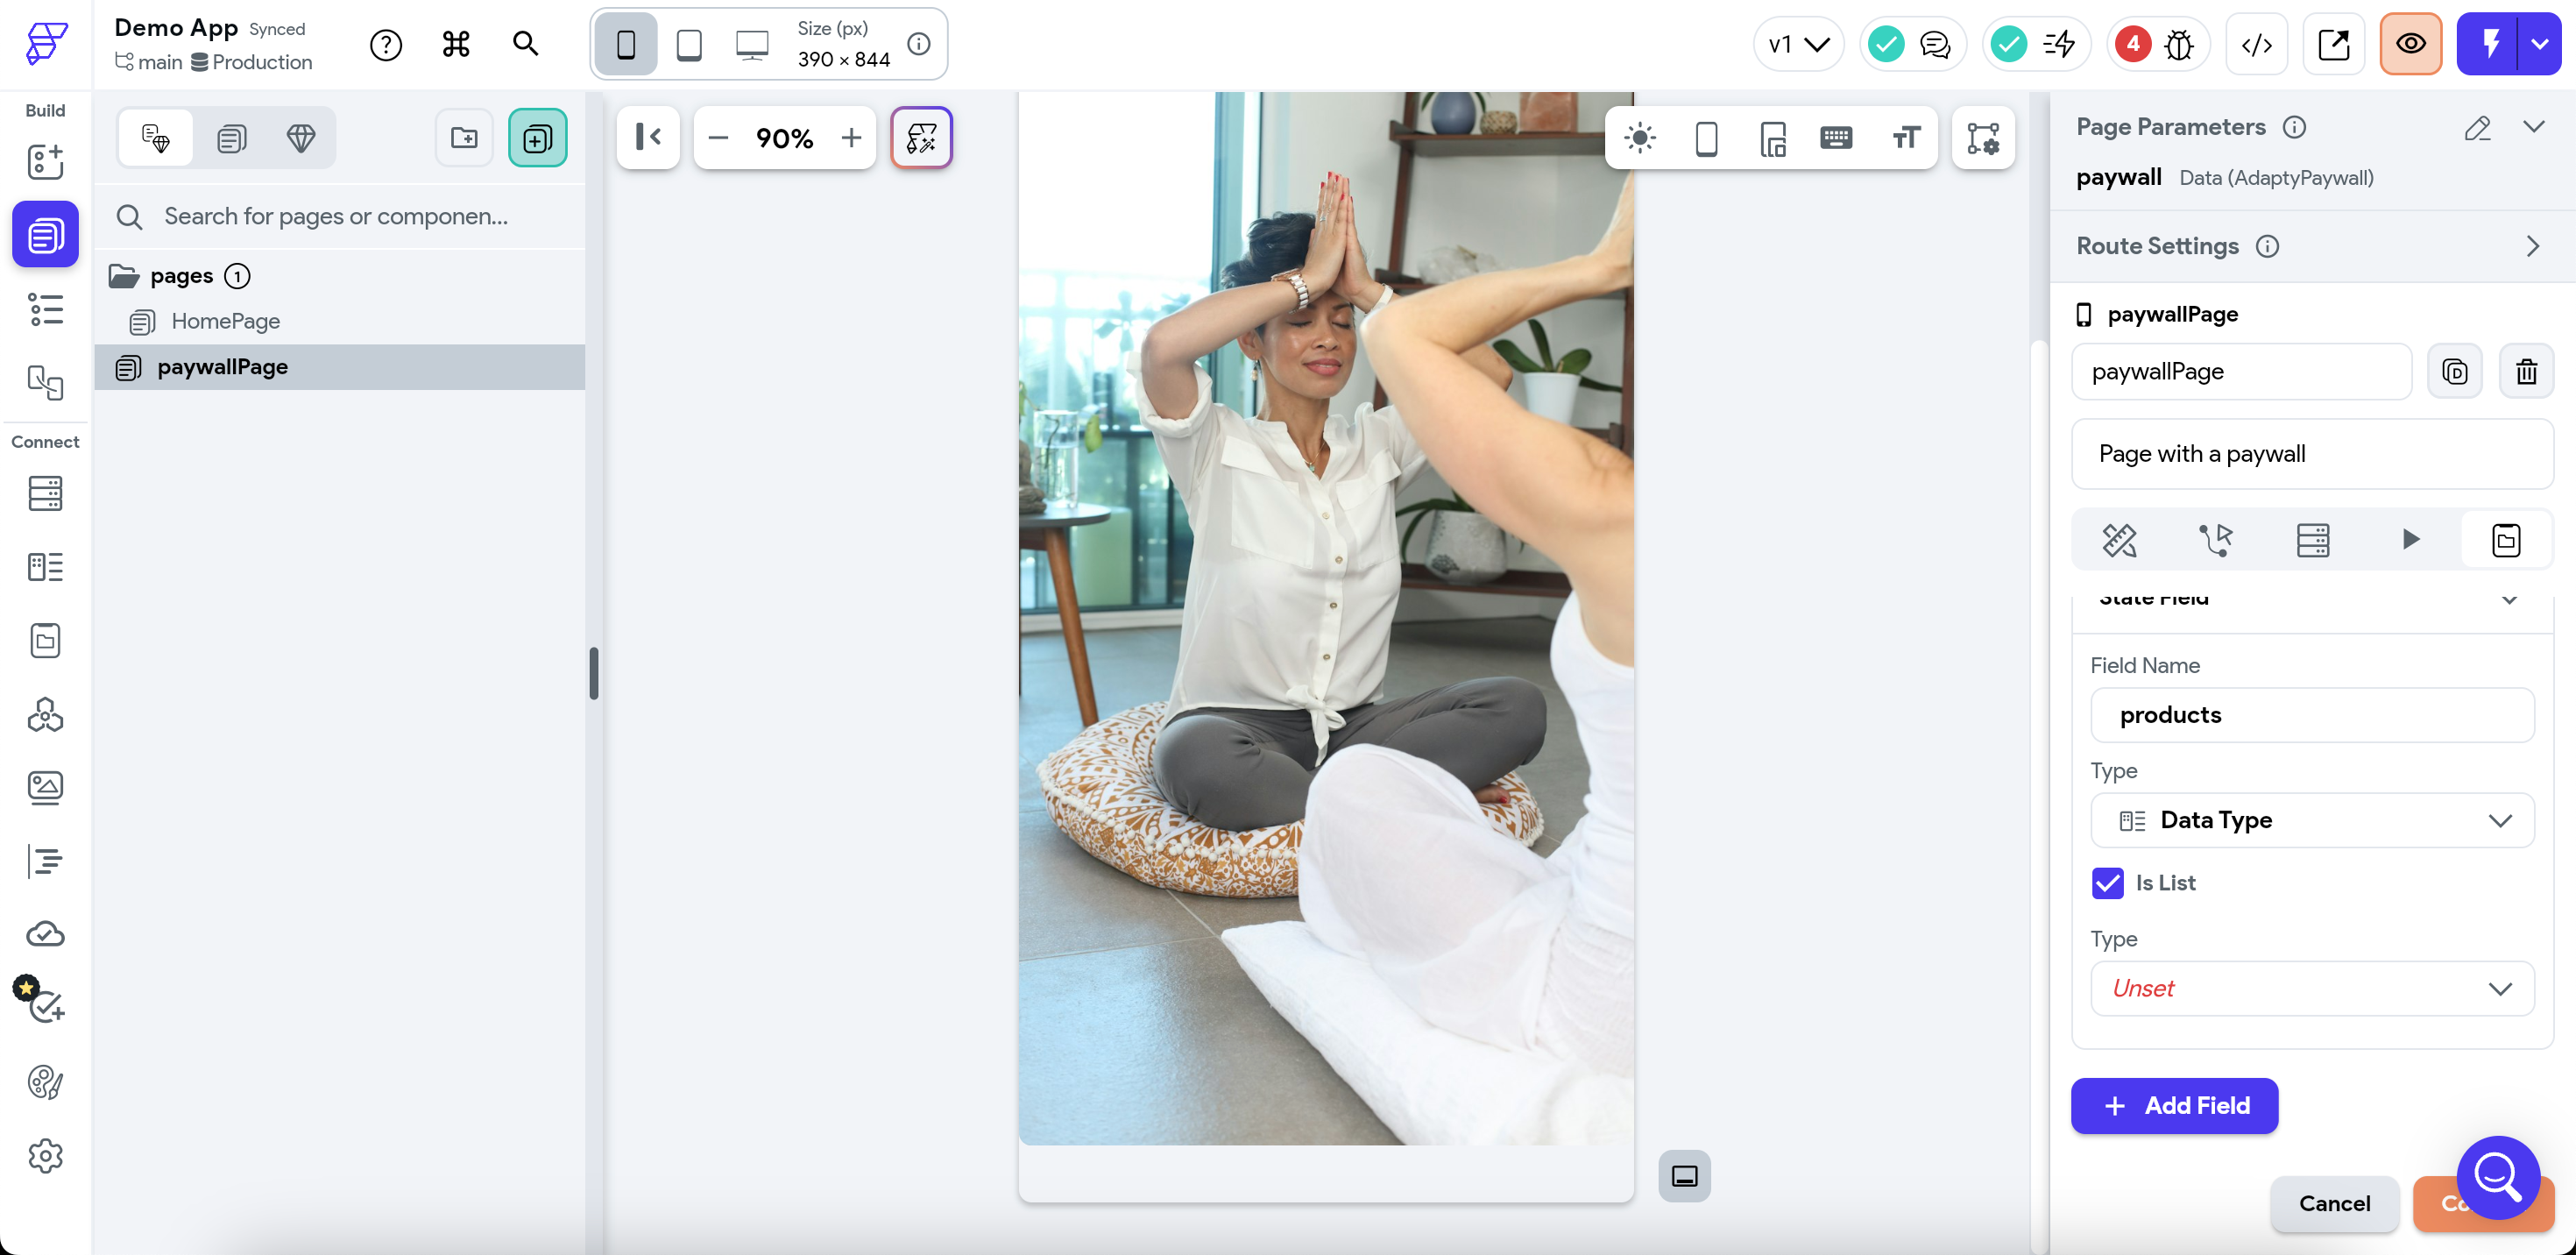 Demo App Synced
main Production
Size (px)
390 × 844
v1
4
Build
Connect
Search for pages or componen...
pages 1
HomePage
paywallPage
90%
Page Parameters
paywall Data (AdaptyPaywall)
Route Settings
paywallPage
paywallPage
Page with a paywall
State Field
Field Name
products
Type
Data Type
Is List
Type
Unset
Add Field
Cancel